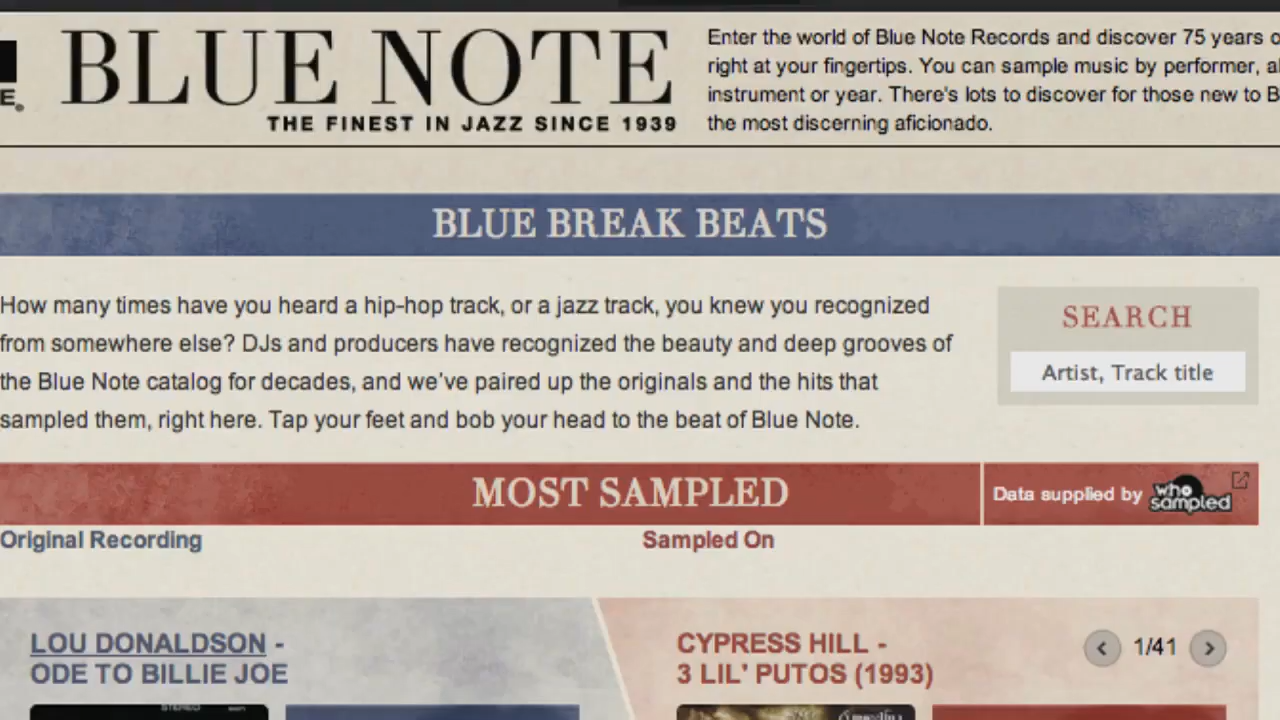 E.
BLUE NOTE
THE FINEST IN JAZZ SINCE 1939
Enter the world of Blue Note Records and discover 75 years
right at your fingertips. You can sample music by performer,
instrument or year. There's lots to discover for those new to
the most discerning aficionado.
BLUE BREAK BEATS
How many times have you heard a hip-hop track, or a jazz track, you knew you recognized
from somewhere else? DJs and producers have recognized the beauty and deep grooves of
the Blue Note catalog for decades, and we've paired up the originals and the hits that
sampled them, right here. Tap your feet and bob your head to the beat of Blue Note.
SEARCH
Artist, Track title
MOST SAMPLED
Data supplied by who
sampled
Original Recording
Sampled On
LOU DONALDSON -
ODE TO BILLIE JOE
CYPRESS HILL -
3 LIL' PUTOS (1993)
1/41
STEREO